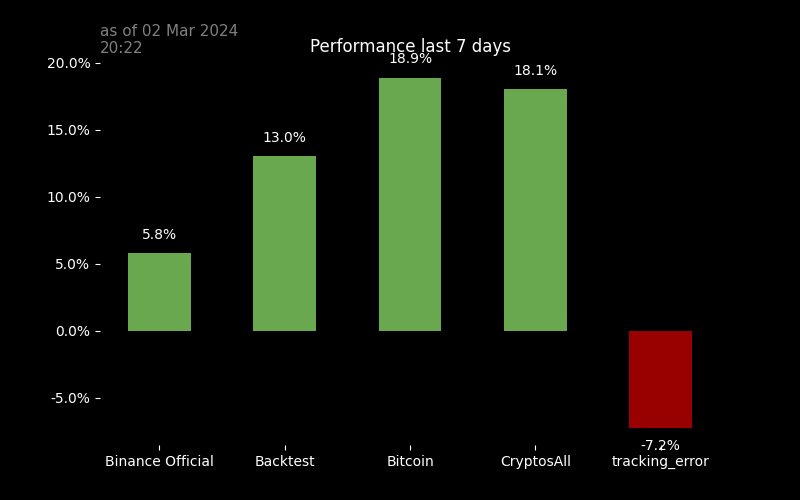 as of 02 Mar 2024
20:22
Performance last 7 days
20.0%
15.0%
10.0%
5.0%
0.0%
-5.0%
5.8%
13.0%
18.9%
18.1%
-7.2%
Binance Official
Backtest
Bitcoin
CryptosAll
tracking_error